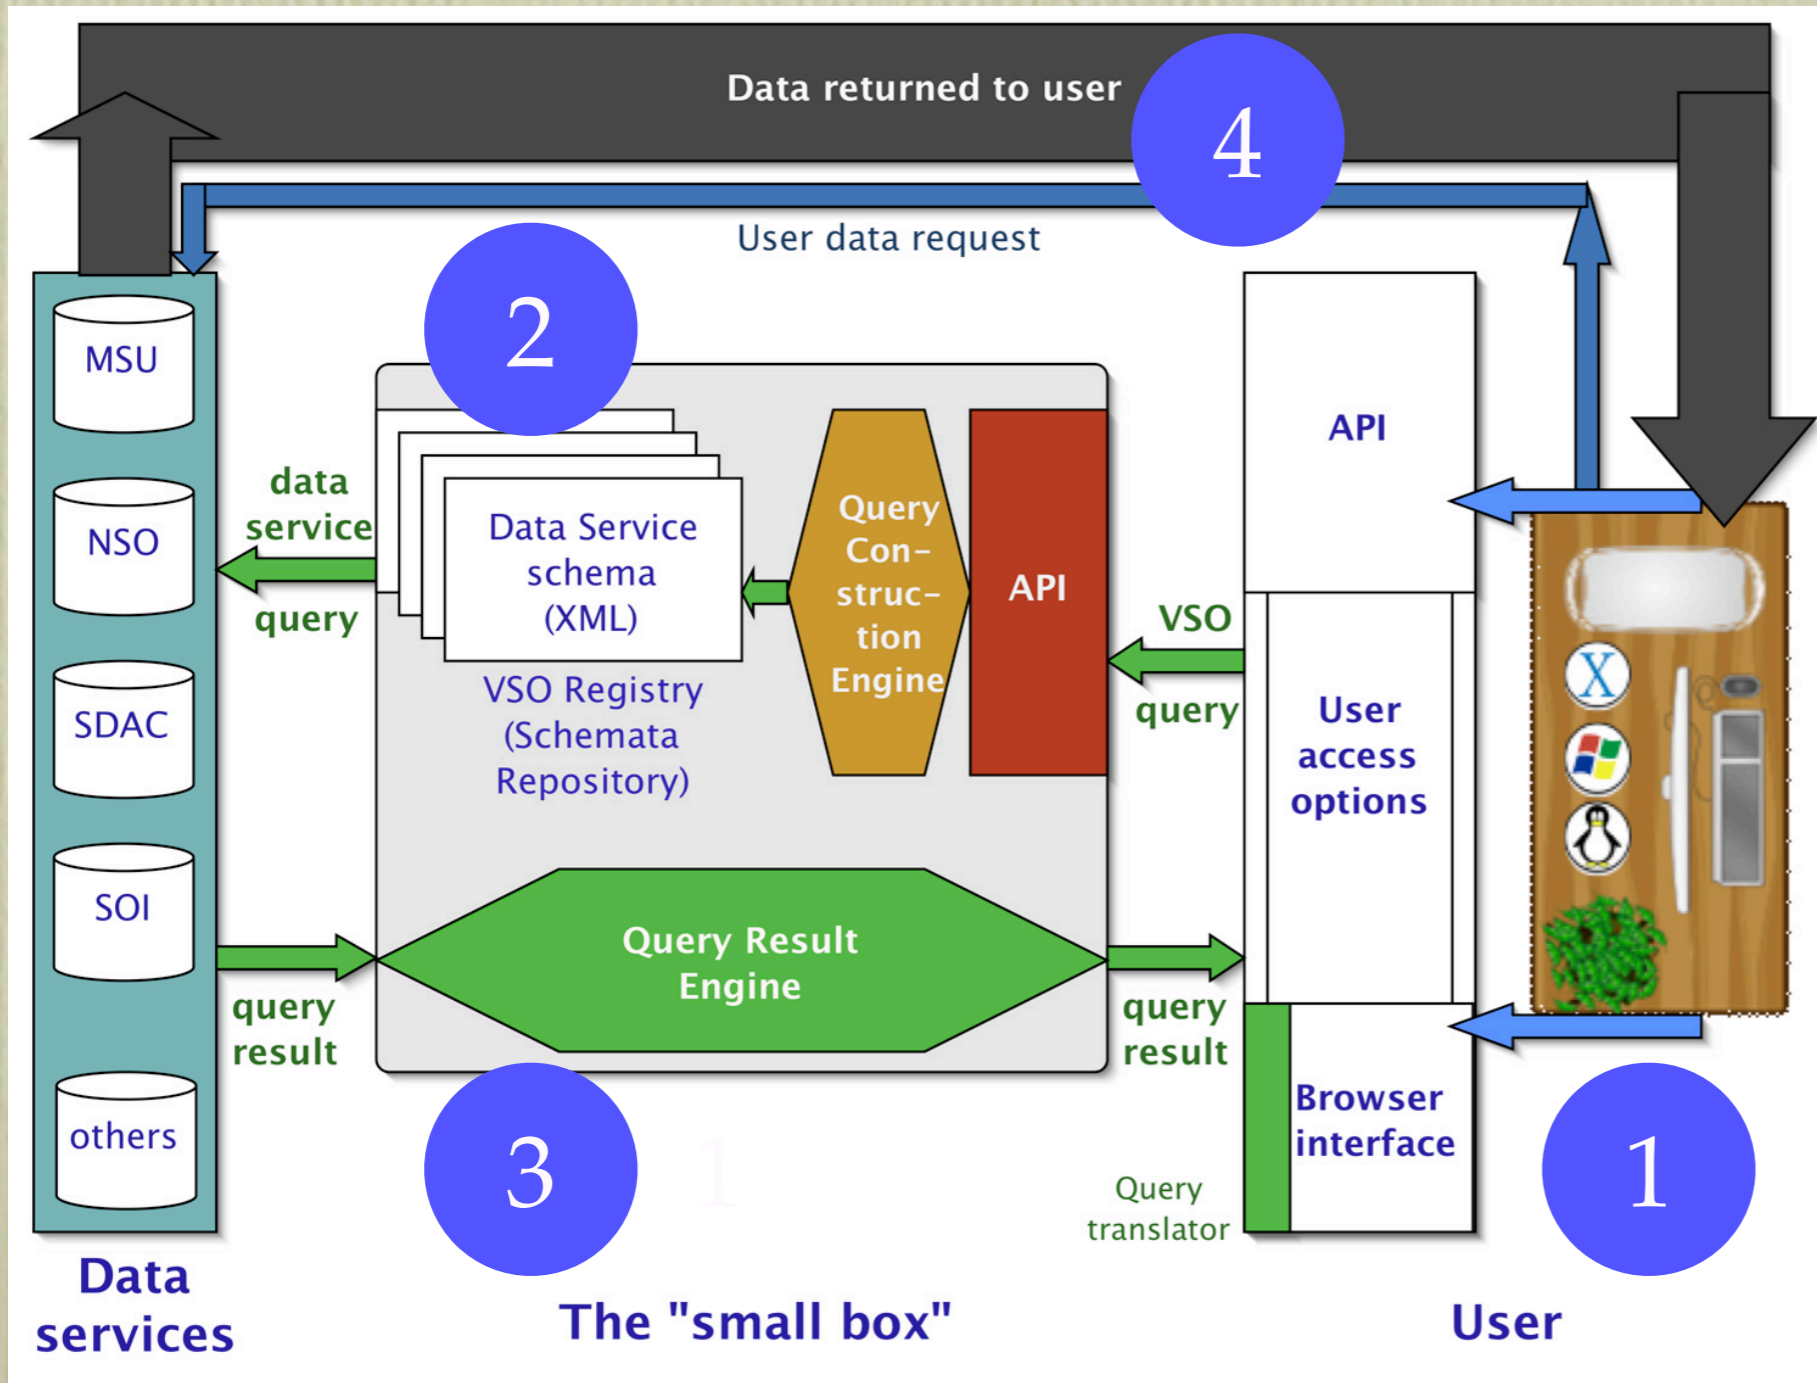 Data returned to user
4
User data request
2
MSU
NSO
SDAC
SOI
others
data
service
query
Data Service
schema
(XML)
VSO Registry
(Schemata
Repository)
Query
Con-
struc-
tion
Engine
API
VSO
query
API
User
access
options
X
query
result
Query Result
Engine
query
result
Browser
interface
3
1
Query
translator
1
Data
services
The "small box"
User